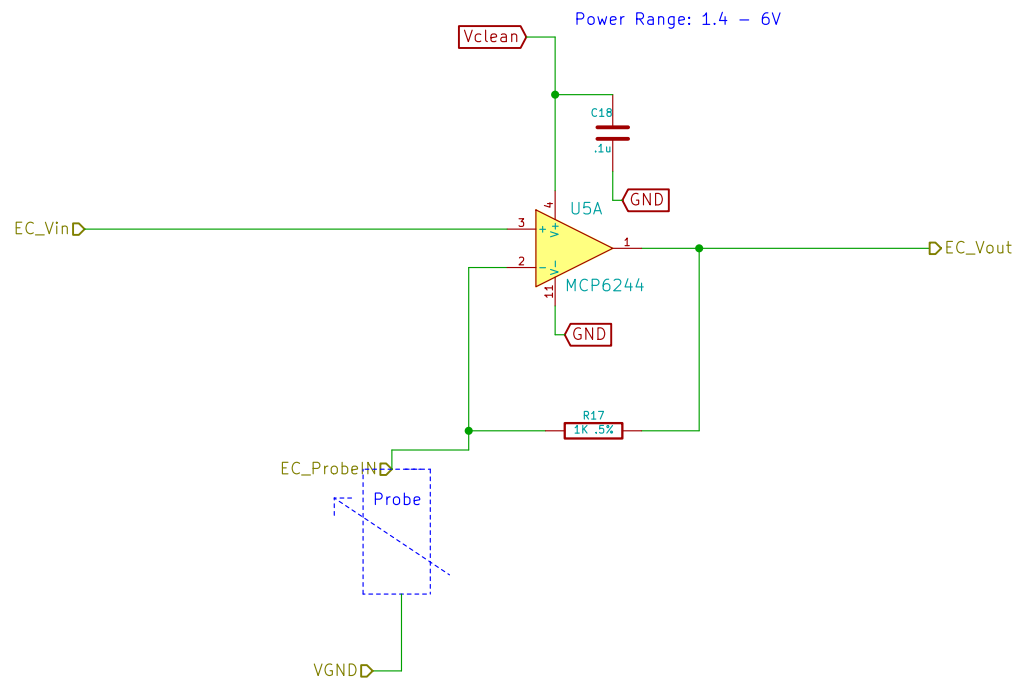 Power Range: 1.4 - 6V
Vclean
C18
.1u
GND
4
U5A
EC_Vin
3
+
V+
1
EC_Vout
2
-
V-
MCP6244
11
GND
R17
1K .5%
EC_ProbeIN
Probe
VGND